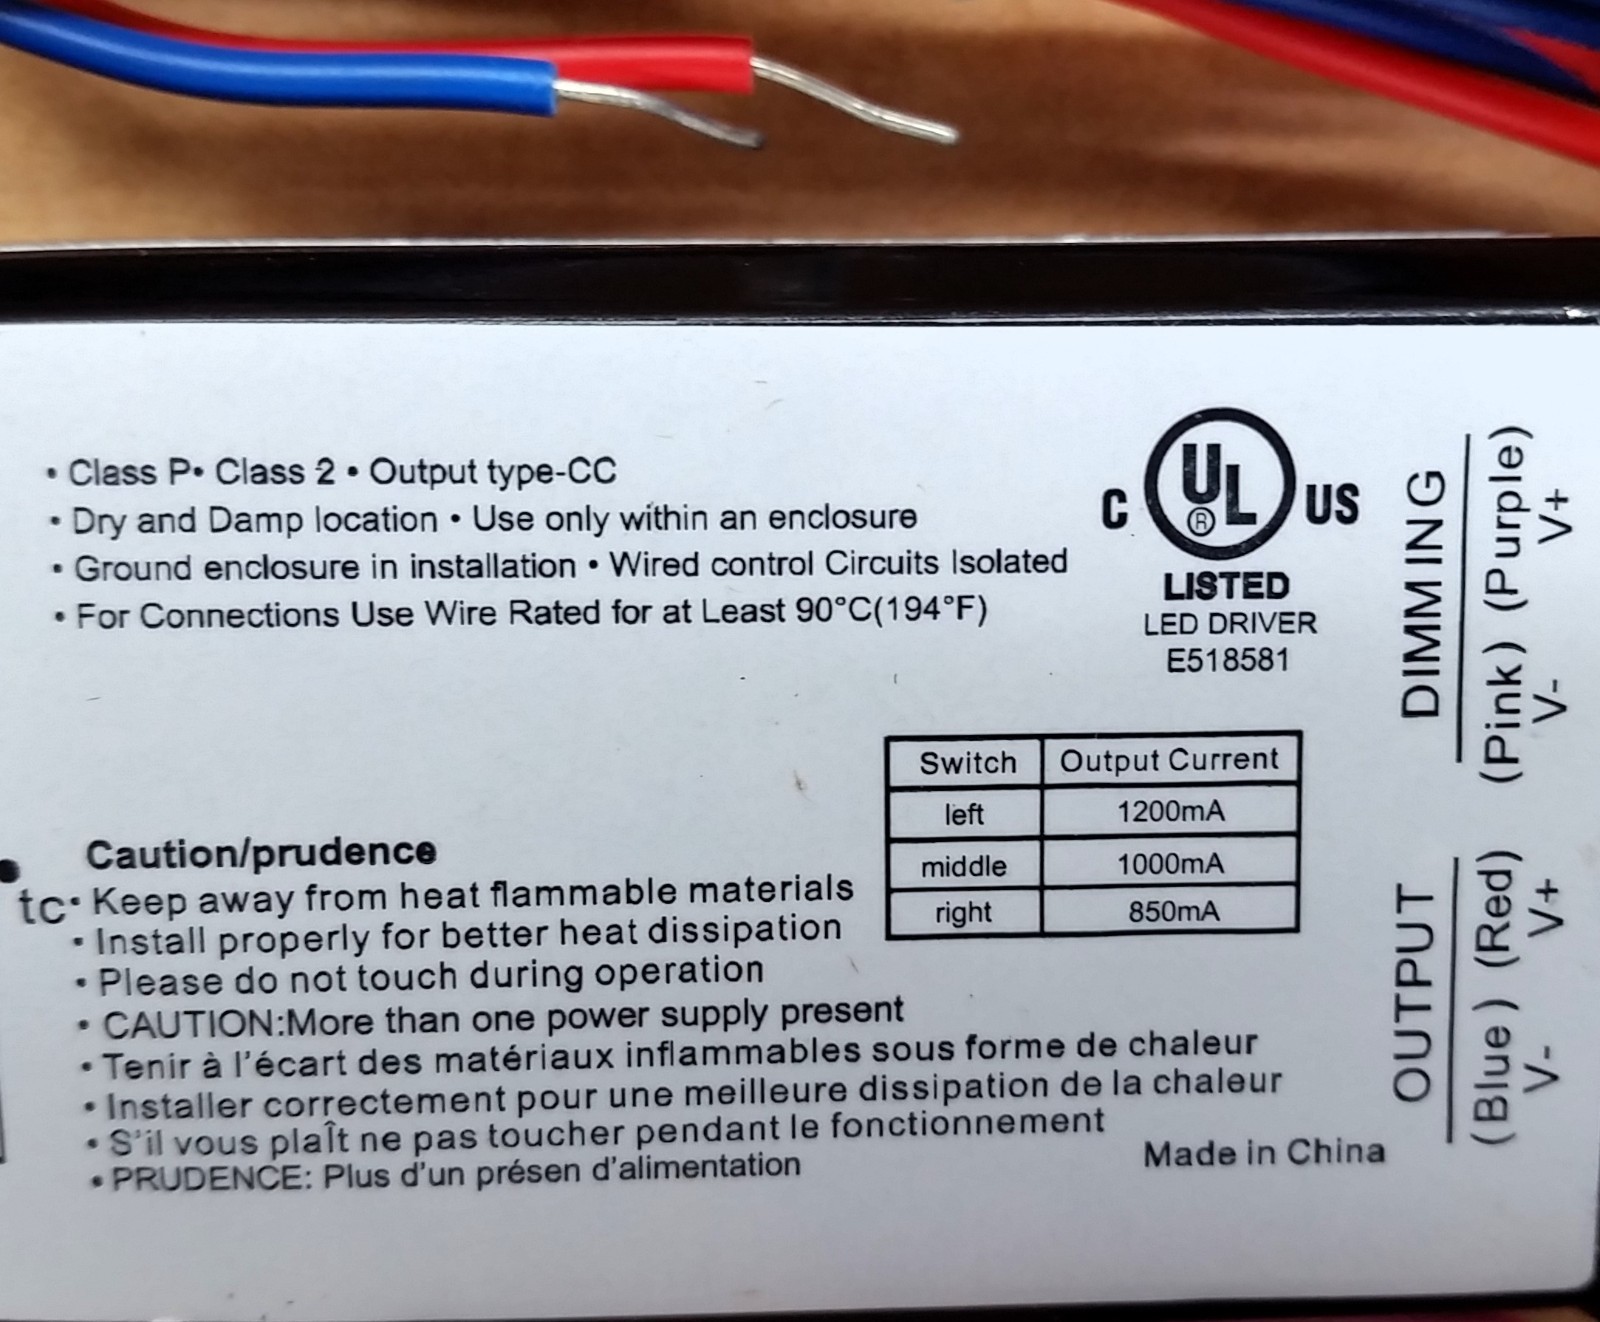 • Class P• Class 2 • Output type-CC
• Dry and Damp location • Use only within an enclosure
• Ground enclosure in installation • Wired control Circuits Isolated
• For Connections Use Wire Rated for at Least 90°C(194°F)
C UL ® US
LISTED
LED DRIVER
E518581
Switch Output Current
left 1200mA
middle 1000mA
right 850mA
Caution/prudence
tc• Keep away from heat flammable materials
• Install properly for better heat dissipation
• Please do not touch during operation
• CAUTION:More than one power supply present
• Tenir à l'écart des matériaux inflammables sous forme de chaleur
• Installer correctement pour une meilleure dissipation de la chaleur
• S'il vous plaît ne pas toucher pendant le fonctionnement
• PRUDENCE: Plus d'un présen d'alimentation
Made in China
DIMMING
(Pink) (Purple)
V- V+
OUTPUT
(Blue ) (Red)
V- V+